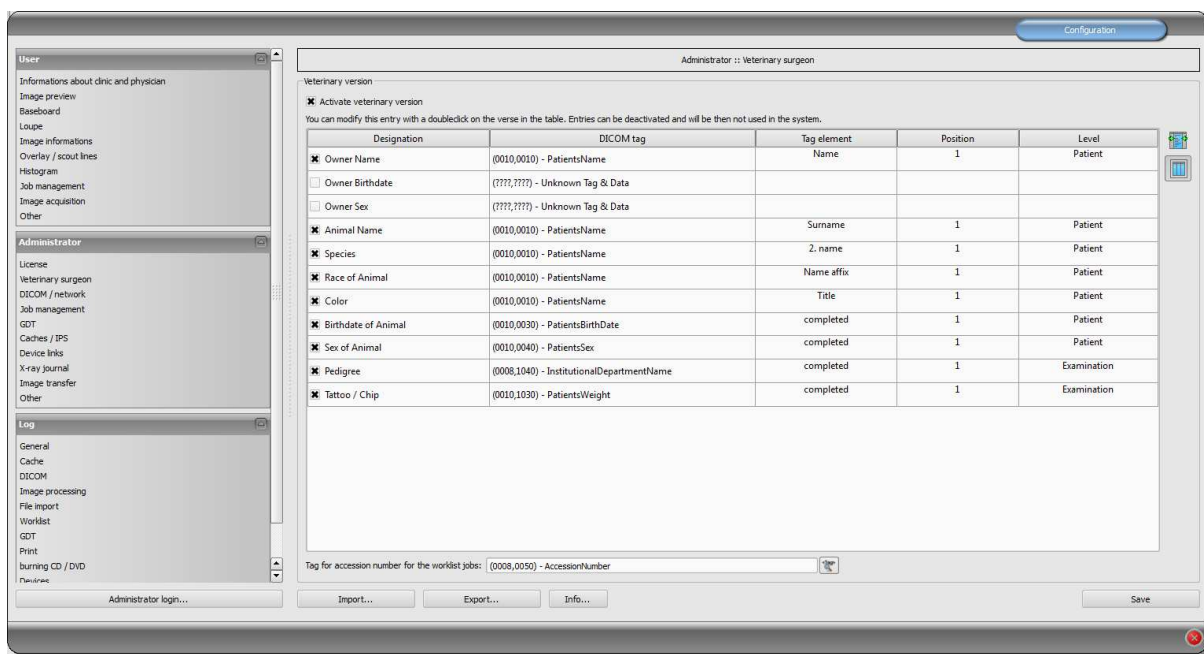 Configuration
User
Informations about clinic and physician
Image preview
Baseboard
Loupe
Image informations
Overlay / scout lines
Histogram
Job management
Image acquisition
Other
Administrator
License
Veterinary surgeon
DICOM / network
Job management
GDT
Caches / IPS
Device links
X-ray journal
Image transfer
Other
Log
General
Cache
DICOM
Image processing
File import
Worklist
GDT
Print
burning CD / DVD
Devices
Administrator login...
Administrator :: Veterinary surgeon
Veterinary version
Activate veterinary version
You can modify this entry with a doubleclick on the verse in the table. Entries can be deactivated and will be then not used in the system.
Designation DICOM tag Tag element Position Level
Owner Name (0010,0010) - PatientsName Name 1 Patient
Owner Birthdate (????,????) - Unknown Tag & Data
Owner Sex (????,????) - Unknown Tag & Data
Animal Name (0010,0010) - PatientsName Surname 1 Patient
Species (0010,0010) - PatientsName 2. name 1 Patient
Race of Animal (0010,0010) - PatientsName Name affix 1 Patient
Color (0010,0010) - PatientsName Title 1 Patient
Birthdate of Animal (0010,0030) - PatientsBirthDate completed 1 Patient
Sex of Animal (0010,0040) - PatientsSex completed 1 Patient
Pedigree (0008,1040) - InstitutionalDepartmentName completed 1 Examination
Tattoo / Chip (0010,1030) - PatientsWeight completed 1 Examination
Tag for accession number for the worklist jobs: (0008,0050) - AccessionNumber
Import... Export... Info... Save